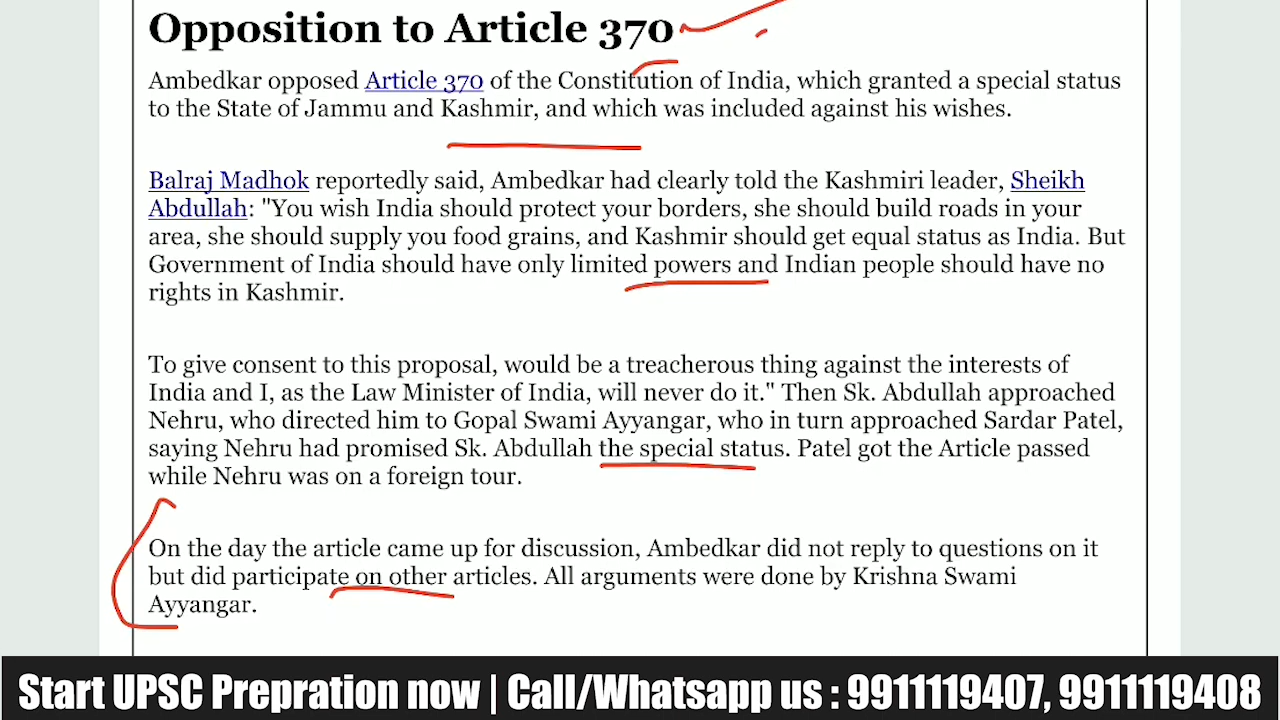 Opposition to Article 370
Ambedkar opposed Article 370 of the Constitution of India, which granted a special status
to the State of Jammu and Kashmir, and which was included against his wishes.
Balraj Madhok reportedly said, Ambedkar had clearly told the Kashmiri leader, Sheikh
Abdullah: "You wish India should protect your borders, she should build roads in your
area, she should supply you food grains, and Kashmir should get equal status as India. But
Government of India should have only limited powers and Indian people should have no
rights in Kashmir.
To give consent to this proposal, would be a treacherous thing against the interests of
India and I, as the Law Minister of India, will never do it." Then Sk. Abdullah approached
Nehru, who directed him to Gopal Swami Ayyangar, who in turn approached Sardar Patel,
saying Nehru had promised Sk. Abdullah the special status. Patel got the Article passed
while Nehru was on a foreign tour.
On the day the article came up for discussion, Ambedkar did not reply to questions on it
but did participate on other articles. All arguments were done by Krishna Swami
Ayyangar.
Start UPSC Prepration now | Call/Whatsapp us : 9911119407, 9911119408